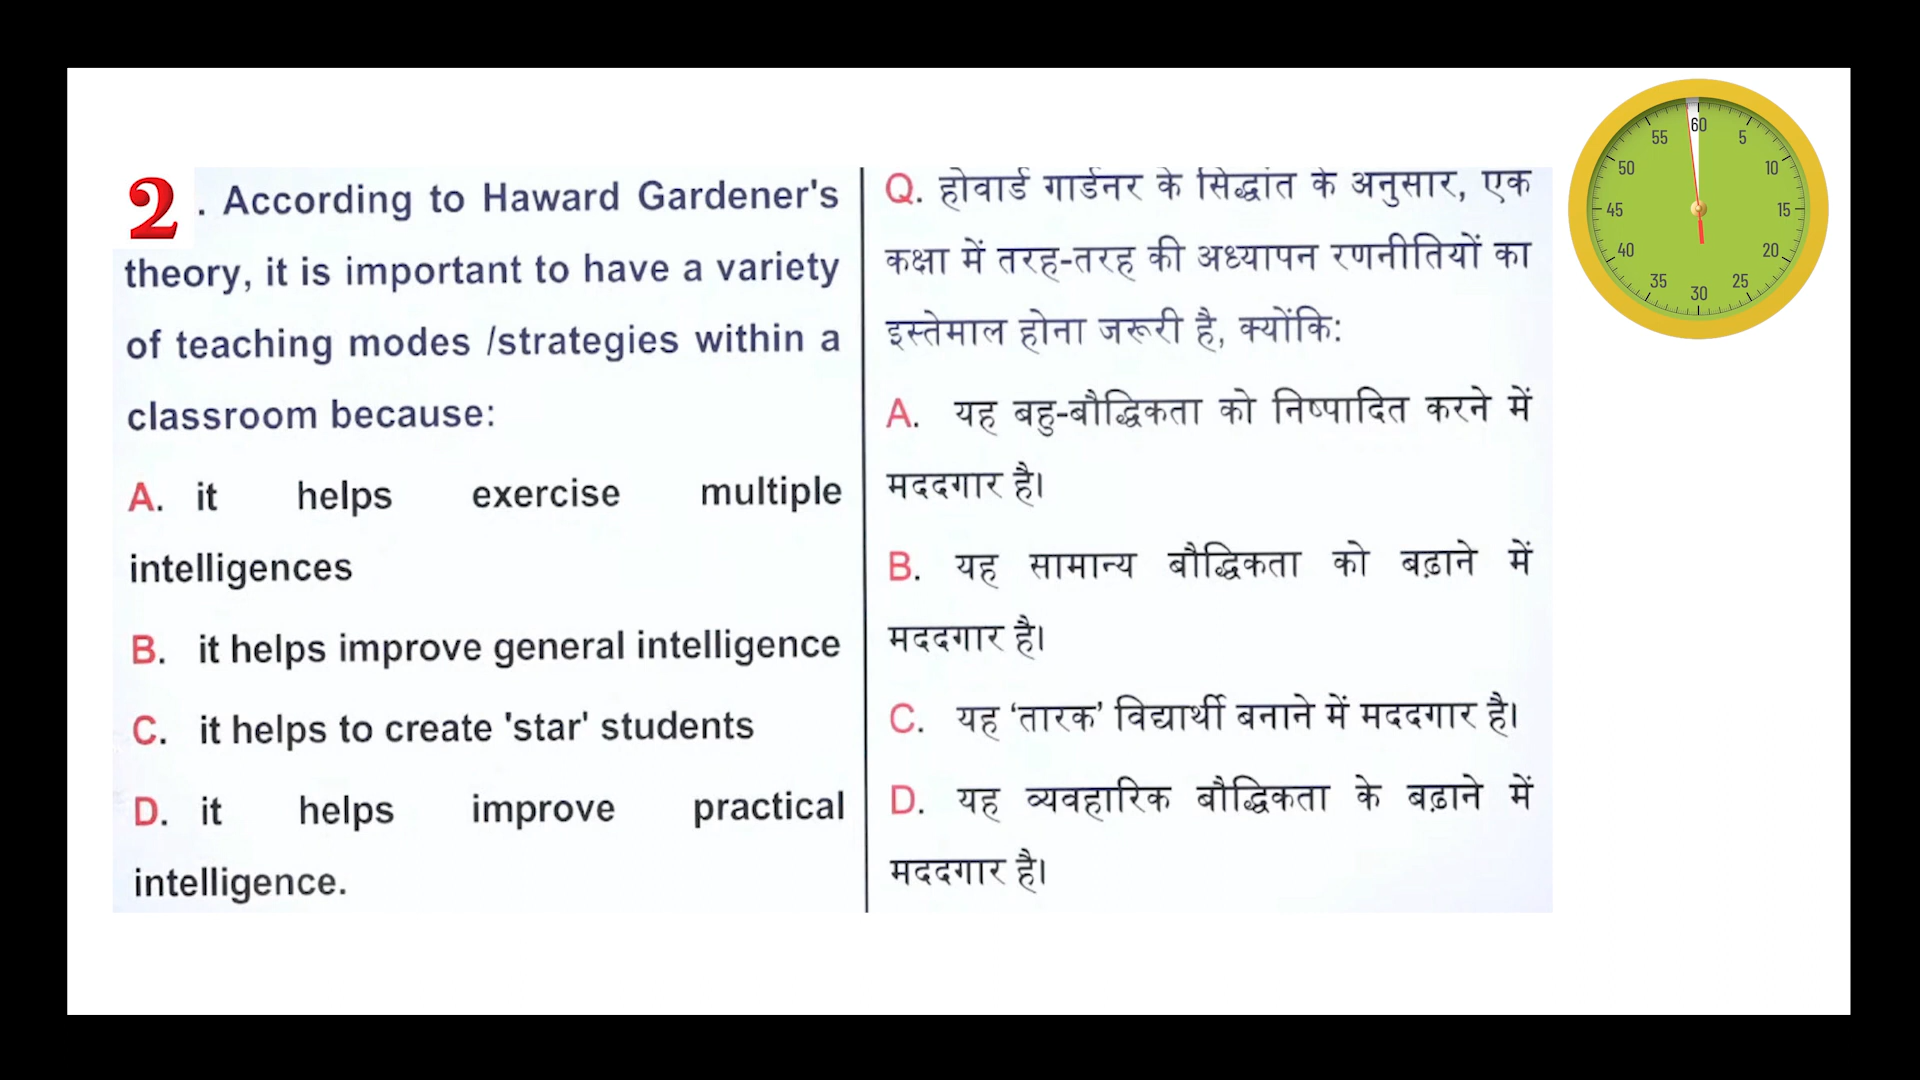 2 . According to Haward Gardener's
theory, it is important to have a variety
of teaching modes /strategies within a
classroom because:
A. it helps exercise multiple
intelligences
B. it helps improve general intelligence
C. it helps to create 'star' students
D. it helps improve practical
intelligence.
Q. होवार्ड गार्डनर के सिद्धांत के अनुसार, एक
कक्षा में तरह-तरह की अध्यापन रणनीतियों का
इस्तेमाल होना जरूरी है, क्योंकि:
A. यह बहु-बौद्धिकता को निष्पादित करने में
मददगार है।
B. यह सामान्य बौद्धिकता को बढ़ाने में
मददगार है।
C. यह ‘तारक’ विद्यार्थी बनाने में मददगार है।
D. यह व्यवहारिक बौद्धिकता के बढ़ाने में
मददगार है।
60
5
10
15
20
25
30
35
40
45
50
55